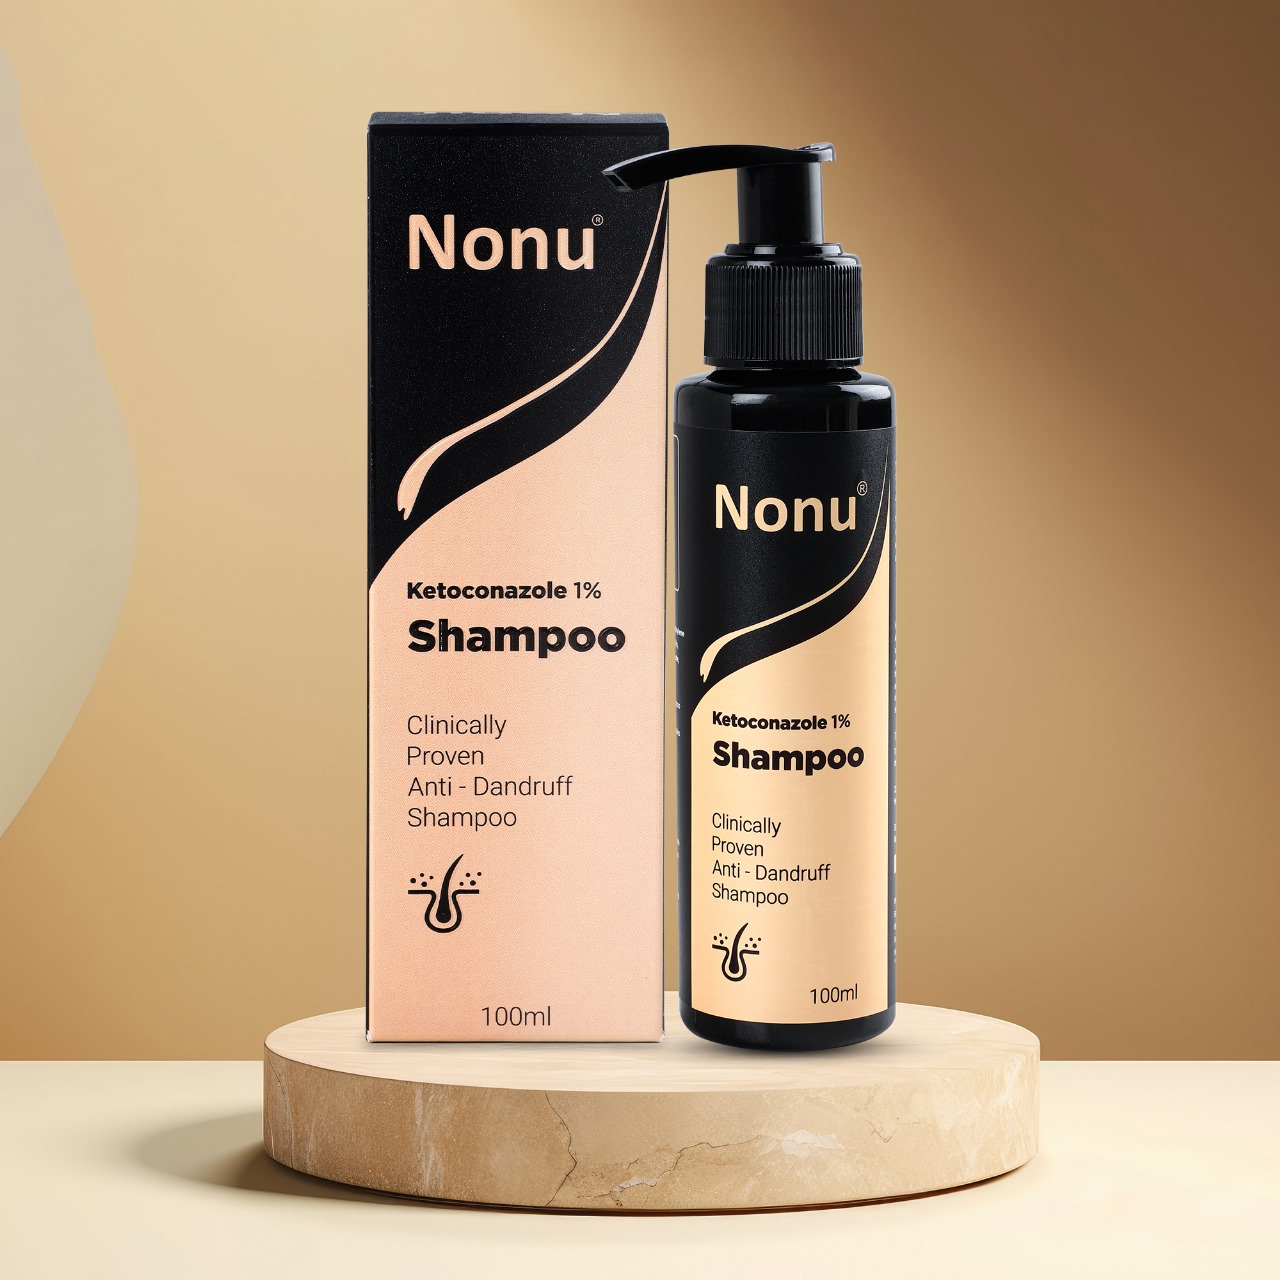 Nonu®
Ketoconazole 1%
Shampoo
Clinically
Proven
Anti - Dandruff
Shampoo
100ml
Nonu®
Ketoconazole 1%
Shampoo
Clinically
Proven
Anti - Dandruff
Shampoo
100ml